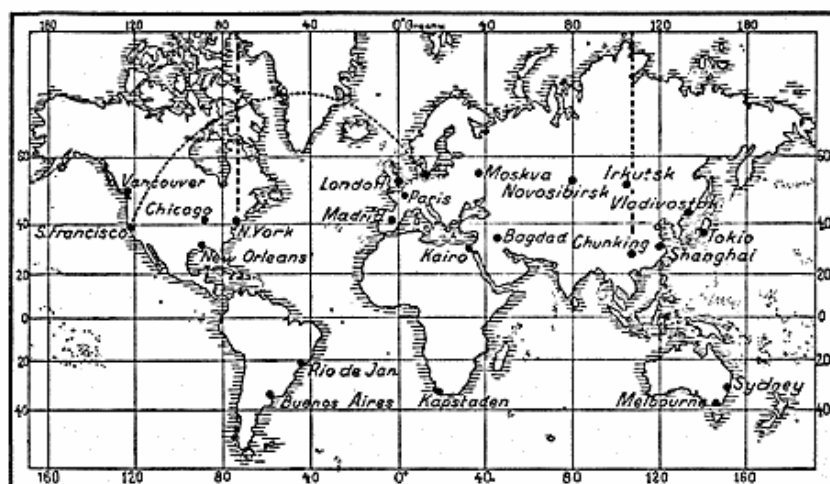 160 120 80 40 0° Greenw. 40 80 120 160
60 60
Vancouver London Moskva Irkutsk
Novosibirsk
Chicago Paris Vladivostok
40 S.Francisco N.York Madrid Bagdad Chunking Tokio 40
New Orleans Kairo Shanghai
20 20
0 0
20 20
Rio de Jan. Sydney
Buenos Aires Kapstaden Melbourne
40 40
160 120 80 40 0° 40 80 120 160